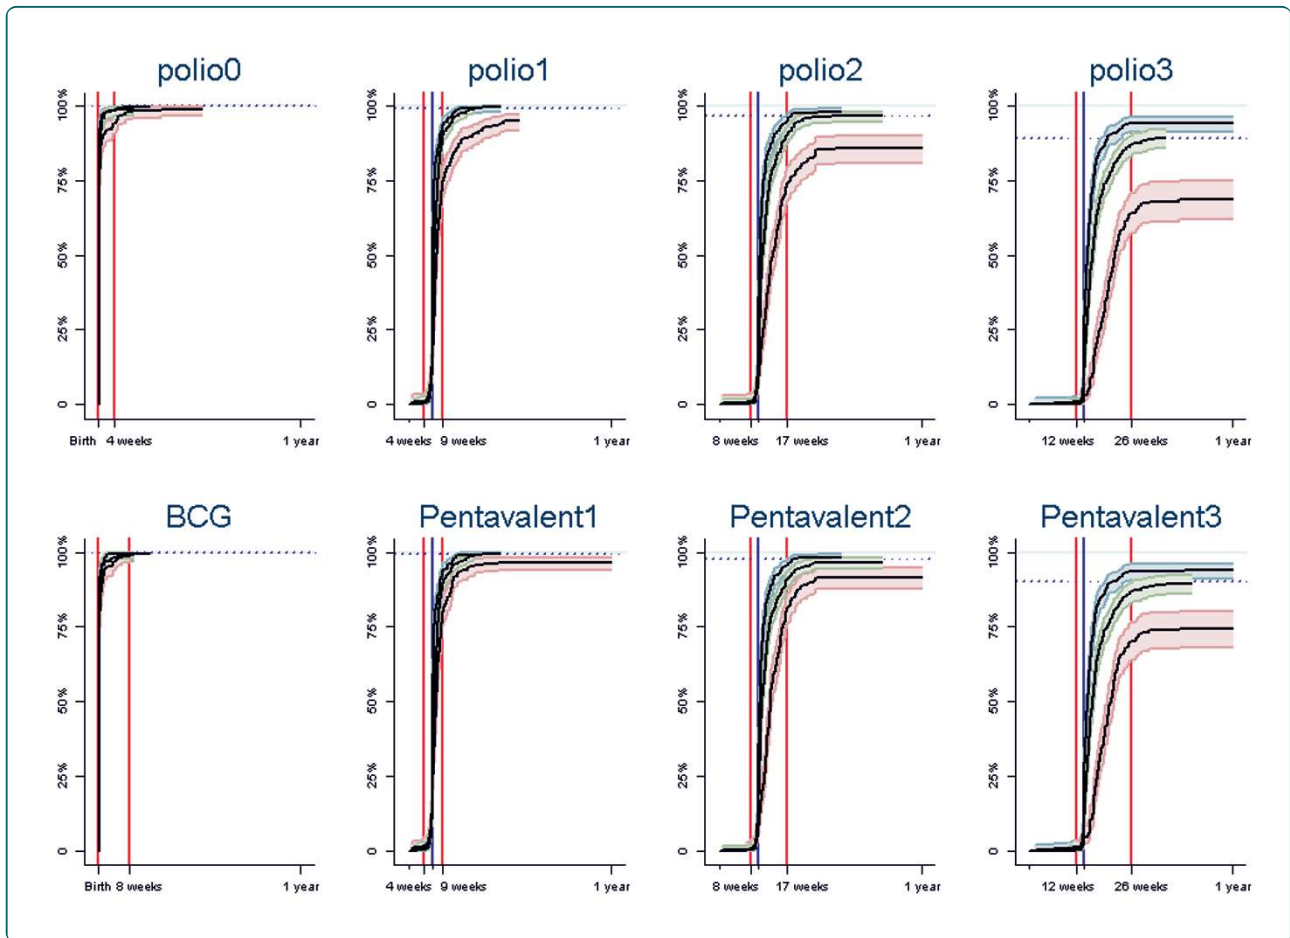 polio0 polio1 polio2 polio3
100% 100% 100% 100%
75% 75% 75% 75%
50% 50% 50% 50%
25% 25% 25% 25%
0 0 0 0
Birth 4 weeks 1 year 4 weeks 9 weeks 1 year 8 weeks 17 weeks 1 year 12 weeks 26 weeks 1 year
BCG Pentavalent1 Pentavalent2 Pentavalent3
100% 100% 100% 100%
75% 75% 75% 75%
50% 50% 50% 50%
25% 25% 25% 25%
0 0 0 0
Birth 8 weeks 1 year 4 weeks 9 weeks 1 year 8 weeks 17 weeks 1 year 12 weeks 26 weeks 1 year